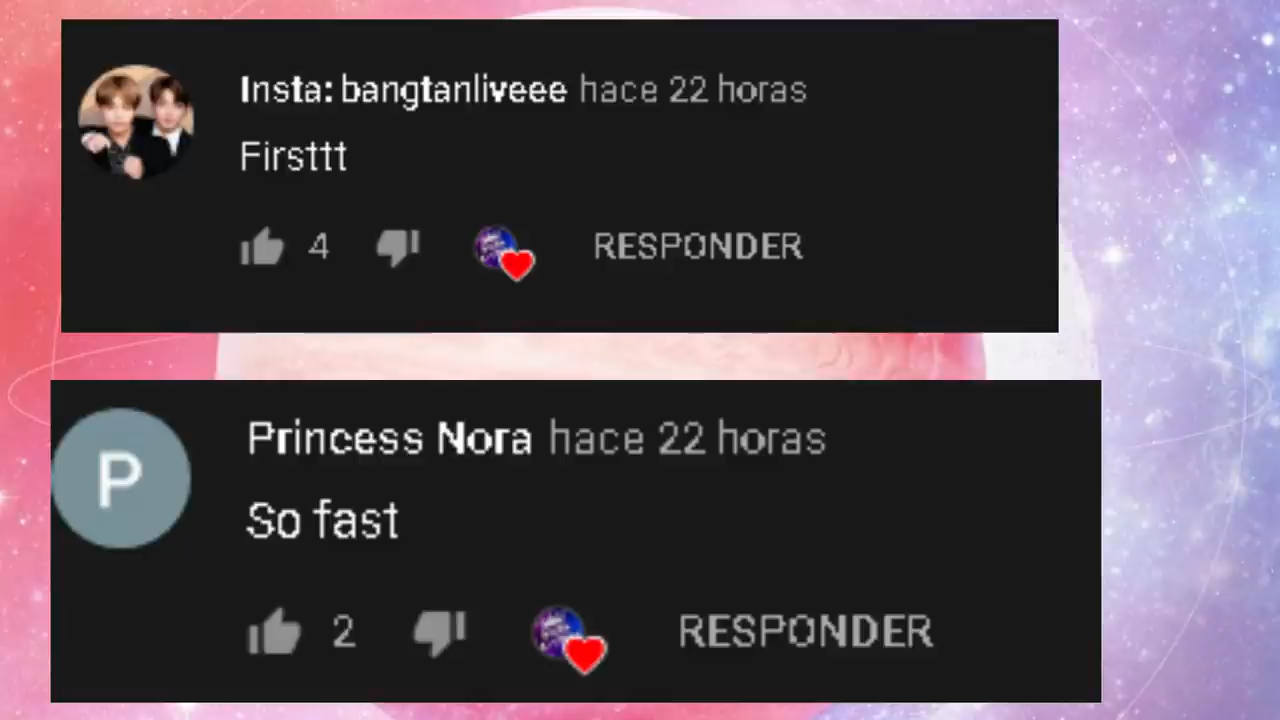 Insta: bangtanliveee hace 22 horas
Firsttt
4 RESPONDER
P Princess Nora hace 22 horas
So fast
2 RESPONDER